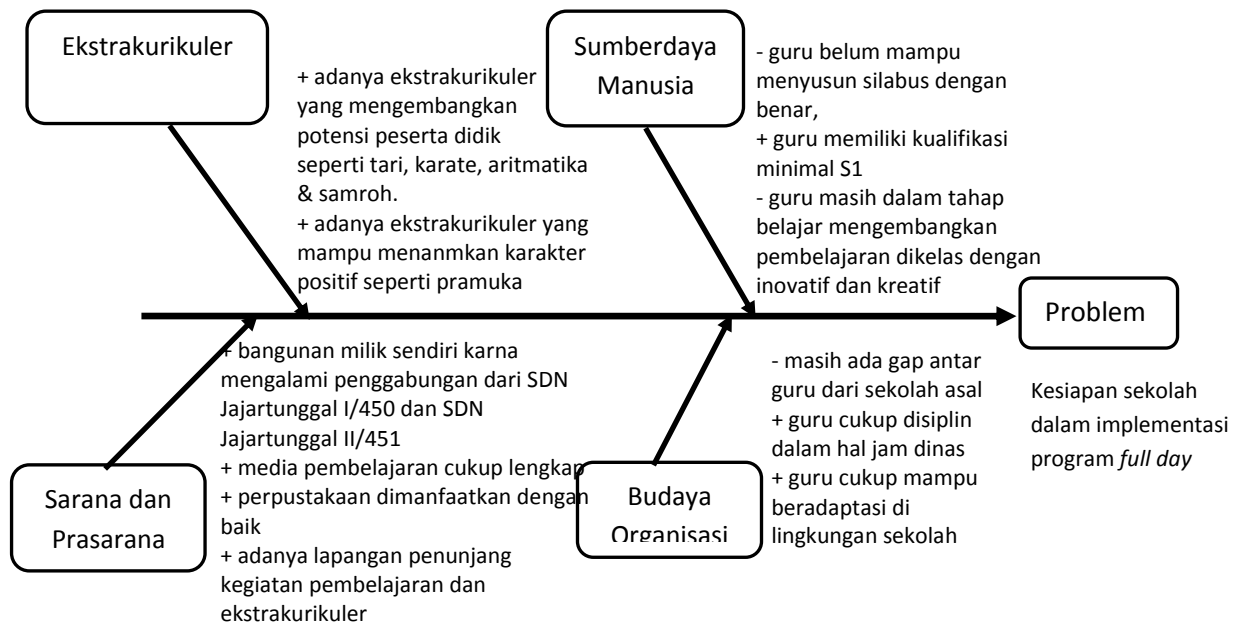 Ekstrakurikuler
+ adanya ekstrakurikuler
yang mengembangkan
potensi peserta didik
seperti tari, karate, aritmatika
& samroh.
+ adanya ekstrakurikuler yang
mampu menanmkan karakter
positif seperti pramuka
Sumberdaya
Manusia
- guru belum mampu
menyusun silabus dengan
benar,
+ guru memiliki kualifikasi
minimal S1
- guru masih dalam tahap
belajar mengembangkan
pembelajaran dikelas dengan
inovatif dan kreatif
Problem
Kesiapan sekolah
dalam implementasi
program full day
+ bangunan milik sendiri karna
mengalami penggabungan dari SDN
Jajartunggal I/450 dan SDN
Jajartunggal II/451
+ media pembelajaran cukup lengkap
+ perpustakaan dimanfaatkan dengan
baik
+ adanya lapangan penunjang
kegiatan pembelajaran dan
ekstrakurikuler
Sarana dan
Prasarana
- masih ada gap antar
guru dari sekolah asal
+ guru cukup disiplin
dalam hal jam dinas
+ guru cukup mampu
beradaptasi di
lingkungan sekolah
Budaya
Organisasi